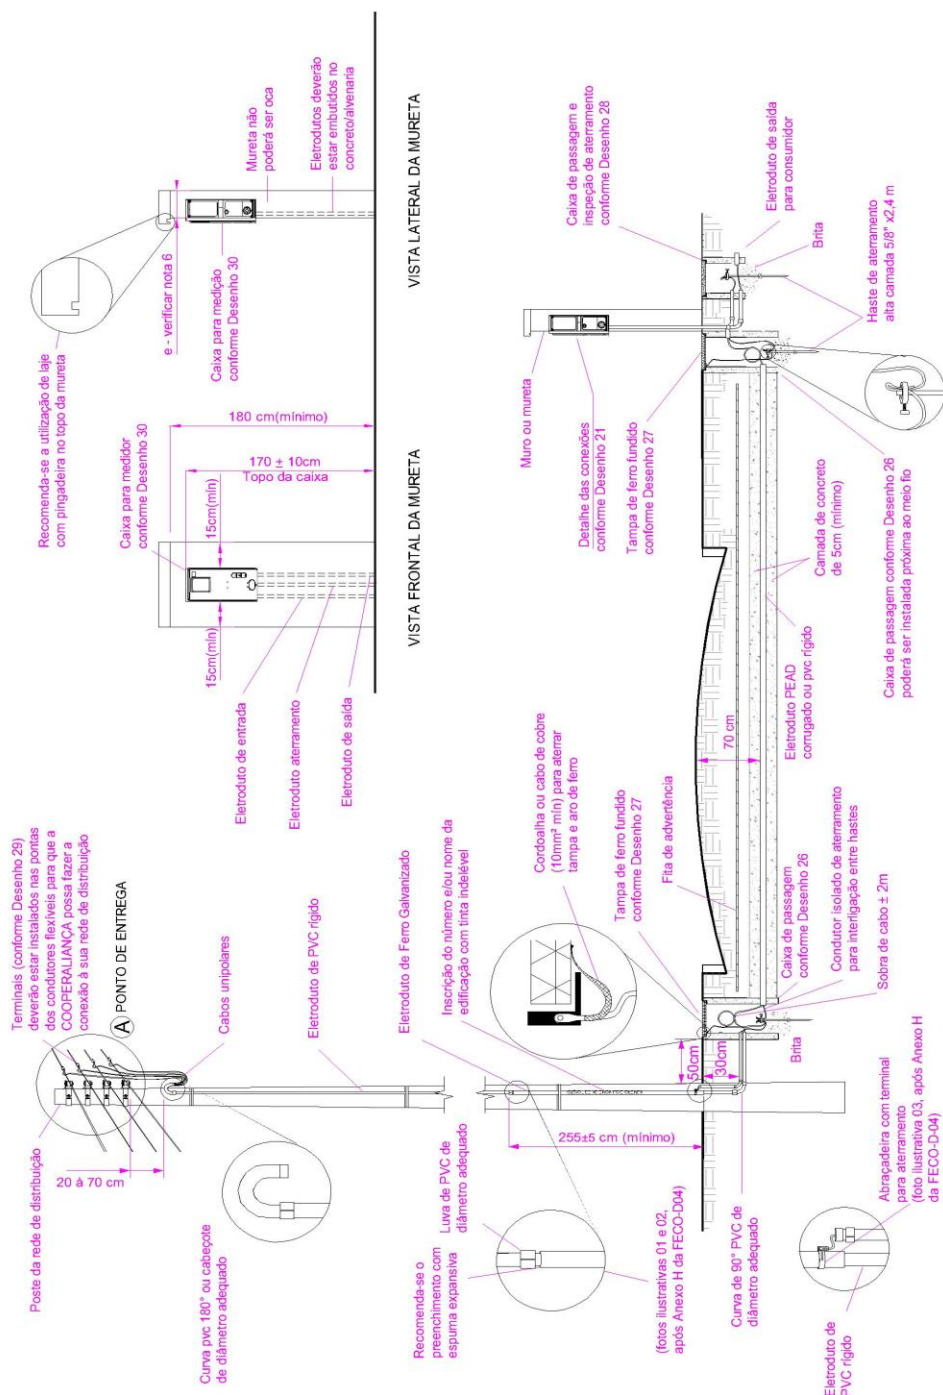 Terminais (conforme Desenho 29)
deverão estar instalados nas pontas
dos condutores flexíveis para que a
COOPERALIANÇA possa fazer a
conexão à sua rede de distribuição
A
PONTO DE ENTREGA
Poste da rede de distribuição
20 à 70 cm
Cabos unipolares
Curva pvc 180° ou cabeçote
de diâmetro adequado
Eletroduto de PVC rígido
Eletroduto de Ferro Galvanizado
Inscrição do número e/ou nome da
edificação com tinta indelével
Recomenda-se o
preenchimento com
espuma expansiva
Luva de PVC de
diâmetro adequado
255±5 cm (mínimo)
(fotos ilustrativas 01 e 02,
após Anexo H da FECO-D04)
Cordoalha ou cabo de cobre
(10mm² mín) para aterrar
tampa e aro de ferro
Tampa de ferro fundido
conforme Desenho 27
Fita de advertência
50cm
30cm
Curva de 90° PVC de
diâmetro adequado
Eletroduto de
PVC rígido
Abraçadeira com terminal
para aterramento
(foto ilustrativa 03, após Anexo H
da FECO-D-04)
Brita
Sobra de cabo ± 2m
Condutor isolado de aterramento
para interligação entre hastes
Caixa de passagem
conforme Desenho 26
70 cm
Eletroduto PEAD
corrugado ou pvc rígido
Camada de concreto
de 5cm (mínimo)
Caixa de passagem conforme Desenho 26
poderá ser instalada próxima ao meio fio
Muro ou mureta
Detalhe das conexões
conforme Desenho 21
Tampa de ferro fundido
conforme Desenho 27
Caixa de passagem e
inspeção de aterramento
conforme Desenho 28
Eletroduto de saída
para consumidor
Brita
Haste de aterramento
alta camada 5/8" x2,4 m
Recomenda-se a utilização de laje
com pingadeira no topo da mureta
Caixa para medidor
conforme Desenho 30
180 cm(mínimo)
170 ± 10cm
Topo da caixa
15cm(mín)
15cm(mín)
Eletroduto de entrada
Eletroduto aterramento
Eletroduto de saída
VISTA FRONTAL DA MURETA
e - verificar nota 6
Caixa para medição
conforme Desenho 30
Mureta não
poderá ser oca
Eletrodutos deverão
estar embutidos no
concreto/alvenaria
VISTA LATERAL DA MURETA